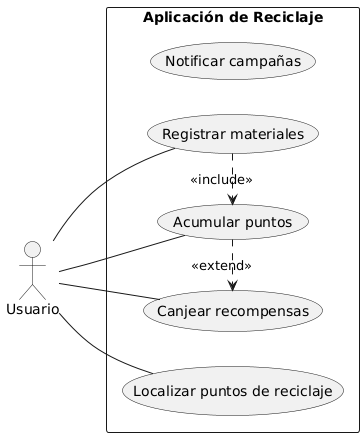 Aplicación de Reciclaje
Notificar campañas
Registrar materiales
«include»
Acumular puntos
«extend»
Usuario
Canjear recompensas
Localizar puntos de reciclaje